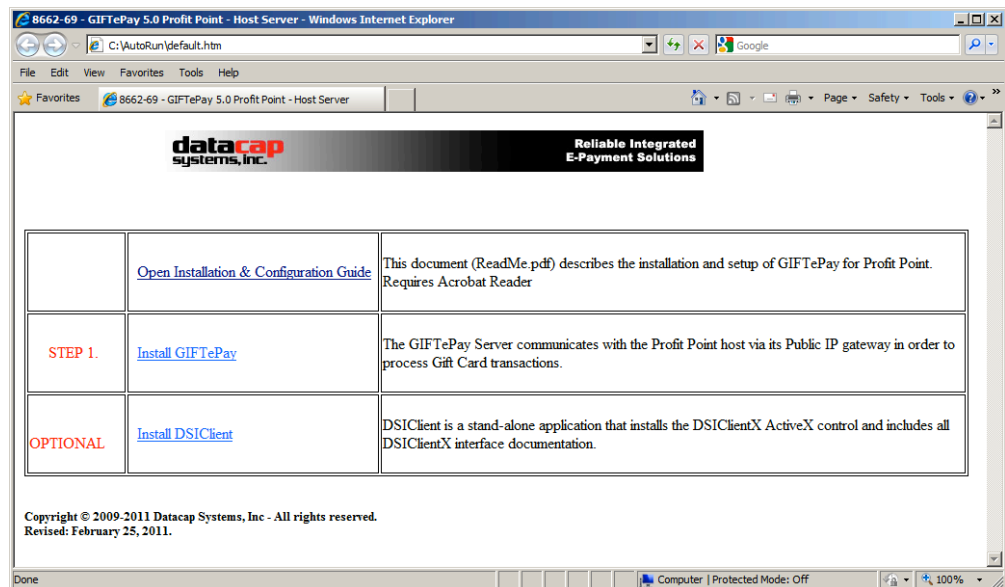 8662-69 - GIFTePay 5.0 Profit Point - Host Server - Windows Internet Explorer
C:\AutoRun\default.htm
Google
File Edit View Favorites Tools Help
Favorites
8662-69 - GIFTePay 5.0 Profit Point - Host Server
Page Safety Tools
datacap
systems, inc.
Reliable Integrated
E-Payment Solutions
Open Installation & Configuration Guide
This document (ReadMe.pdf) describes the installation and setup of GIFTePay for Profit Point.
Requires Acrobat Reader
STEP 1.
Install GIFTePay
The GIFTePay Server communicates with the Profit Point host via its Public IP gateway in order to
process Gift Card transactions.
OPTIONAL
Install DSIClient
DSIClient is a stand-alone application that installs the DSIClientX ActiveX control and includes all
DSIClientX interface documentation.
Copyright © 2009-2011 Datacap Systems, Inc - All rights reserved.
Revised: February 25, 2011.
Done
Computer | Protected Mode: Off
100%